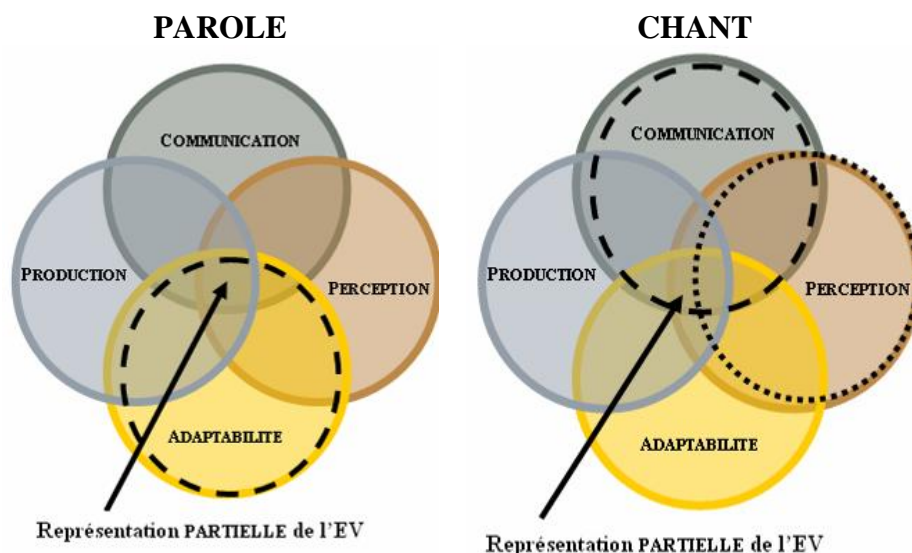 PAROLE
COMMUNICATION
PRODUCTION
PERCEPTION
ADAPTABILITE
Représentation PARTIELLE de l'EV
CHANT
COMMUNICATION
PRODUCTION
PERCEPTION
ADAPTABILITE
Représentation PARTIELLE de l'EV